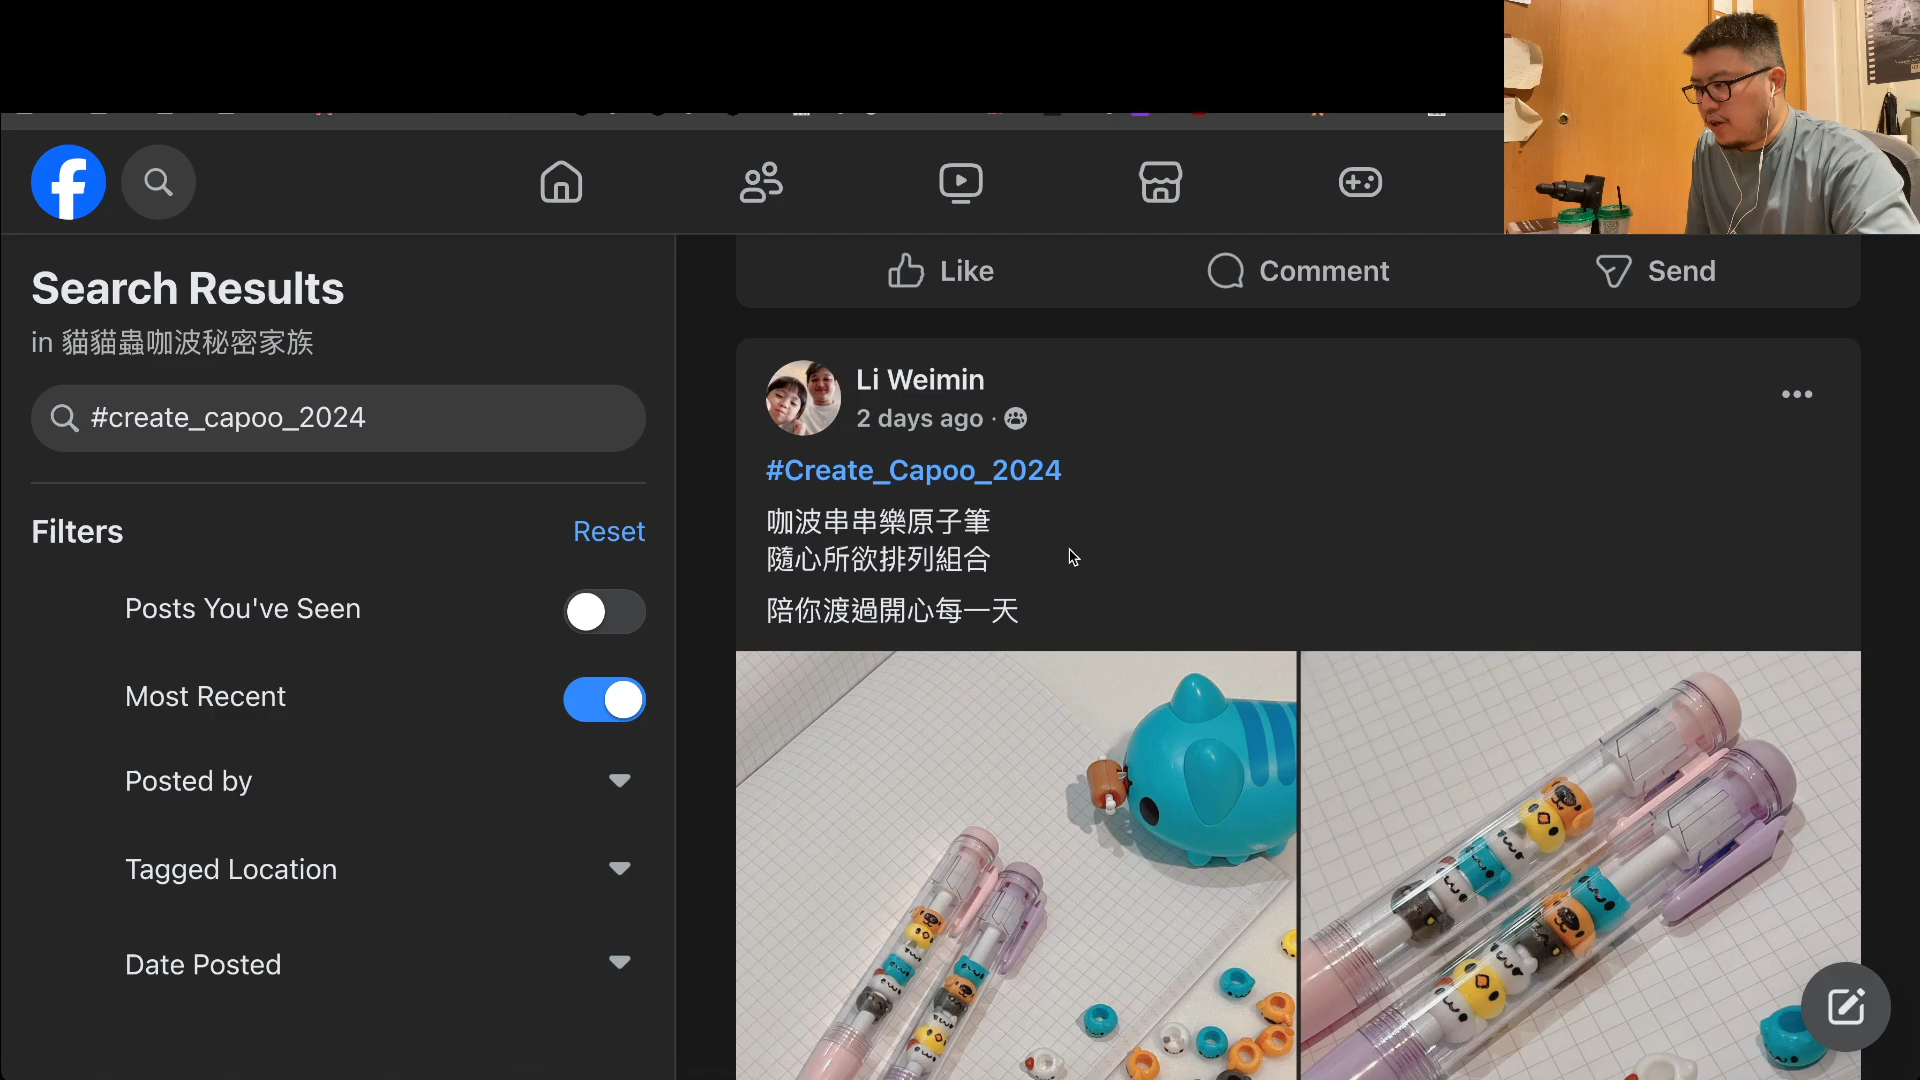 Search Results
in 貓貓蟲咖波秘密家族
#create_capoo_2024
Filters
Reset
Posts You've Seen
Most Recent
Posted by
Tagged Location
Date Posted
Like
Comment
Send
Li Weimin
2 days ago ·
#Create_Capoo_2024
咖波串串樂原子筆
隨心所欲排列組合
陪你渡過開心每一天